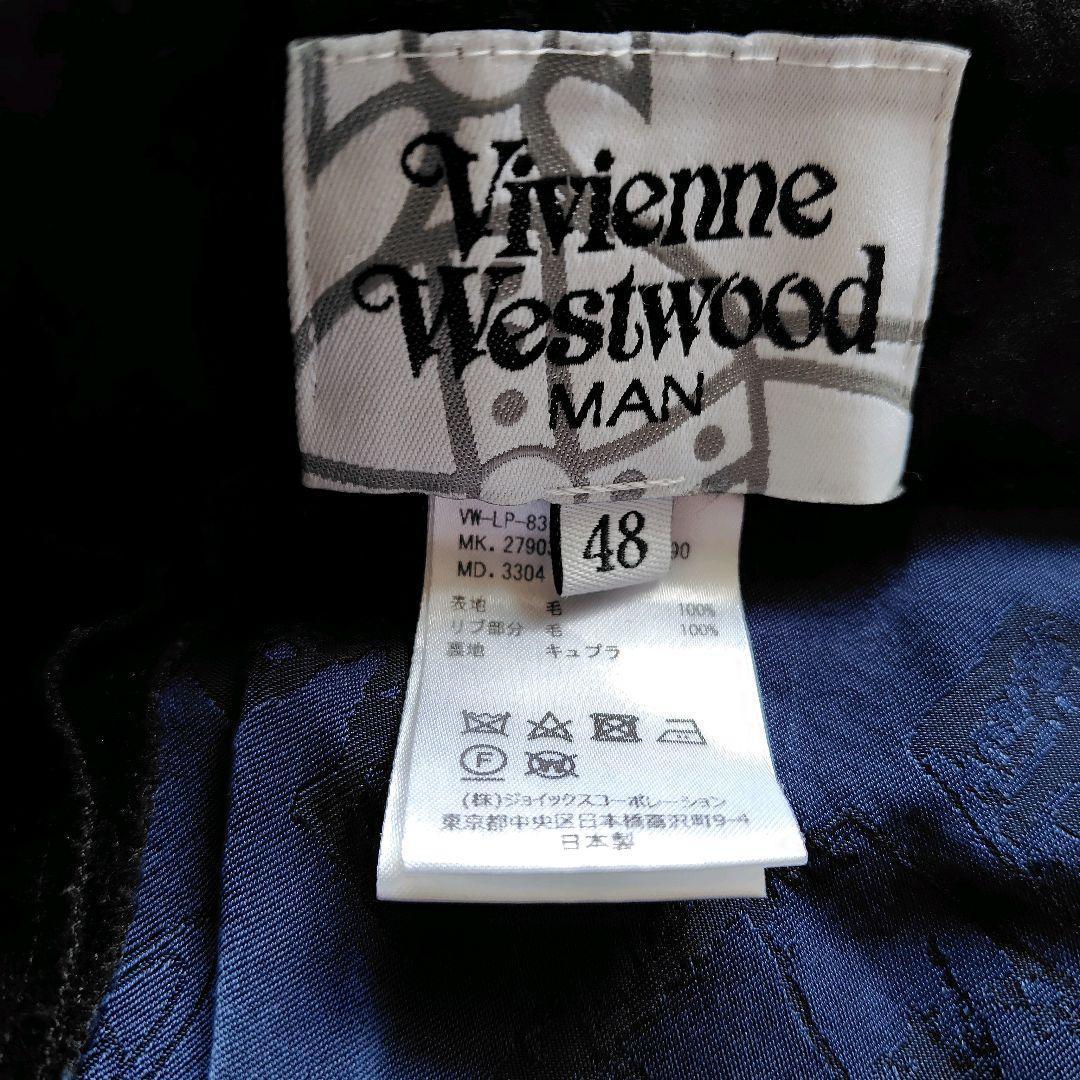 Vivienne
Westwood
MAN
48
VW-LP-83
MK. 2790 90
MD. 3304
表地 毛 100%
リブ部分 毛 100%
裏地 キュプラ
F
W
(株)ジョイックスコーポレーション
東京都中央区日本橋富沢町9-4
日本製